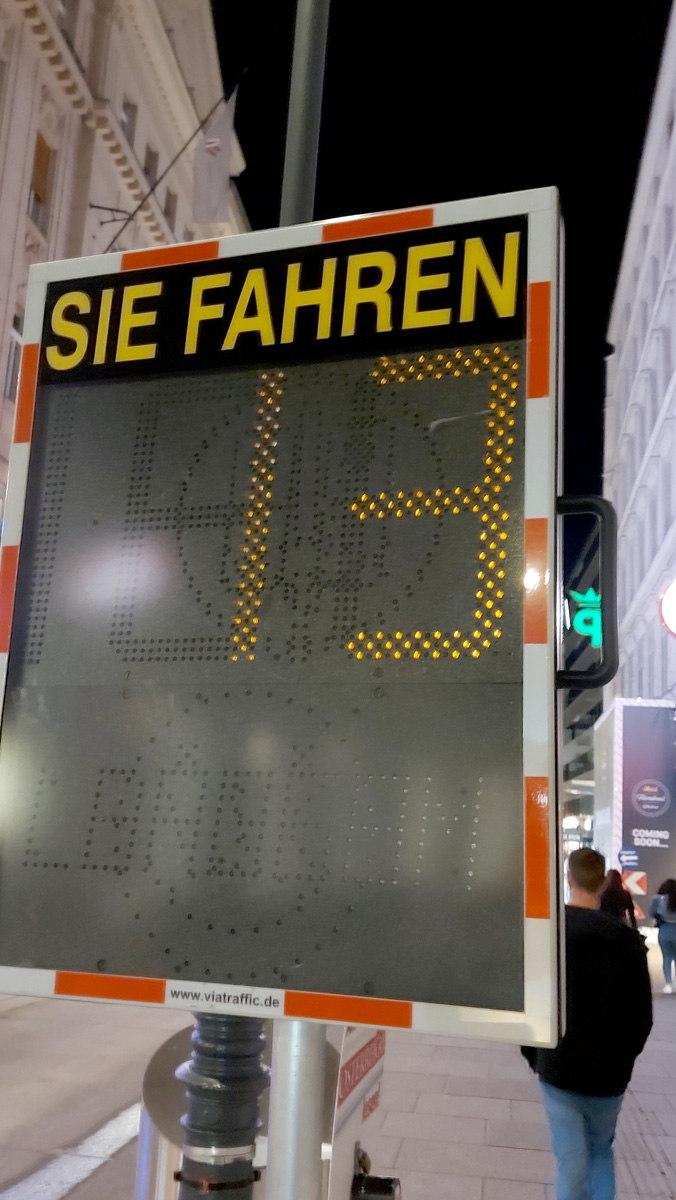 SIE FAHREN
13
www.viatraffic.de
COMING
SOON...